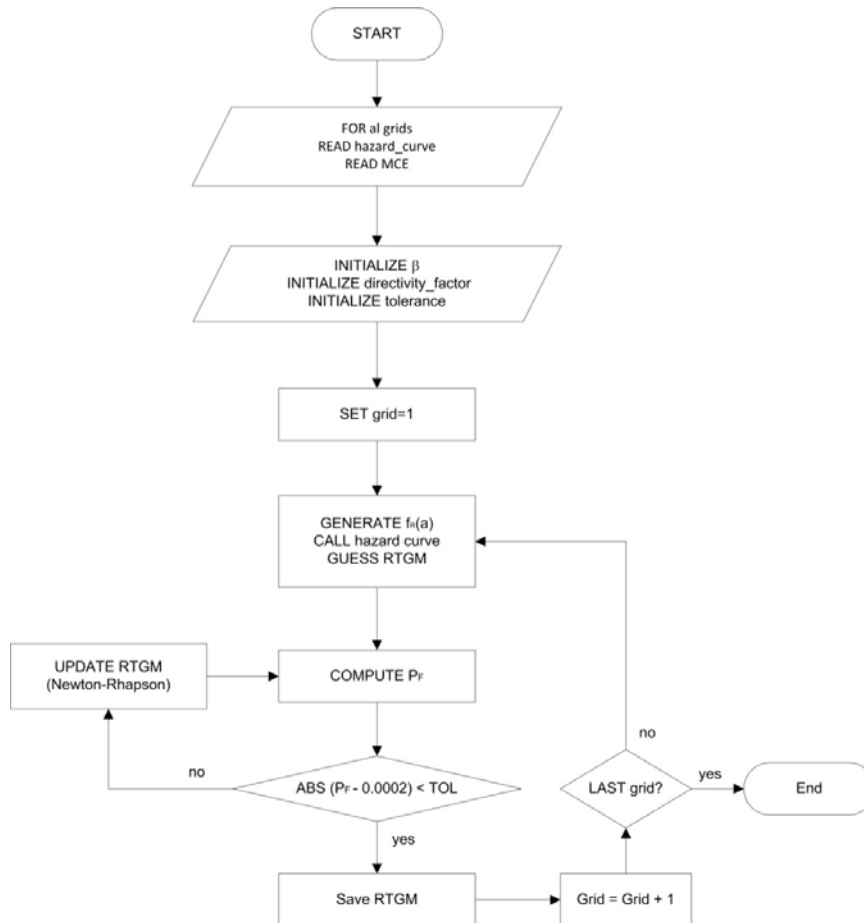 START
FOR al grids
READ hazard_curve
READ MCE
INITIALIZE β
INITIALIZE directivity_factor
INITIALIZE tolerance
SET grid=1
GENERATE fR(a)
CALL hazard curve
GUESS RTGM
UPDATE RTGM
(Newton-Rhapson)
COMPUTE PF
no
no
ABS (PF - 0.0002) < TOL
LAST grid?
yes
End
yes
Save RTGM
Grid = Grid + 1